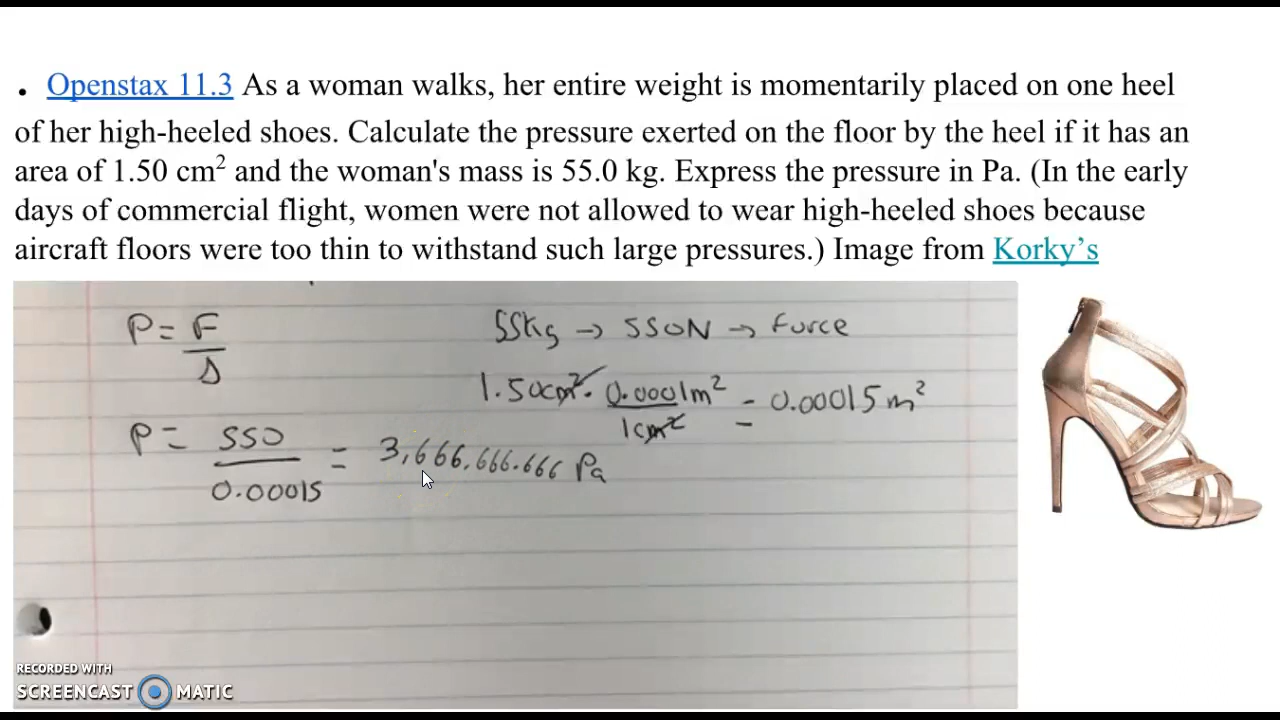 . Openstax 11.3 As a woman walks, her entire weight is momentarily placed on one heel
of her high-heeled shoes. Calculate the pressure exerted on the floor by the heel if it has an
area of 1.50 cm² and the woman's mass is 55.0 kg. Express the pressure in Pa. (In the early
days of commercial flight, women were not allowed to wear high-heeled shoes because
aircraft floors were too thin to withstand such large pressures.) Image from Korky's
P = F
A
55kg → 550N → Force
1.50cm² · 0.0001m² = 0.00015m²
1cm²
P = 550 = 3,666,666.666 Pa
0.00015
RECORDED WITH
SCREENCAST MATIC